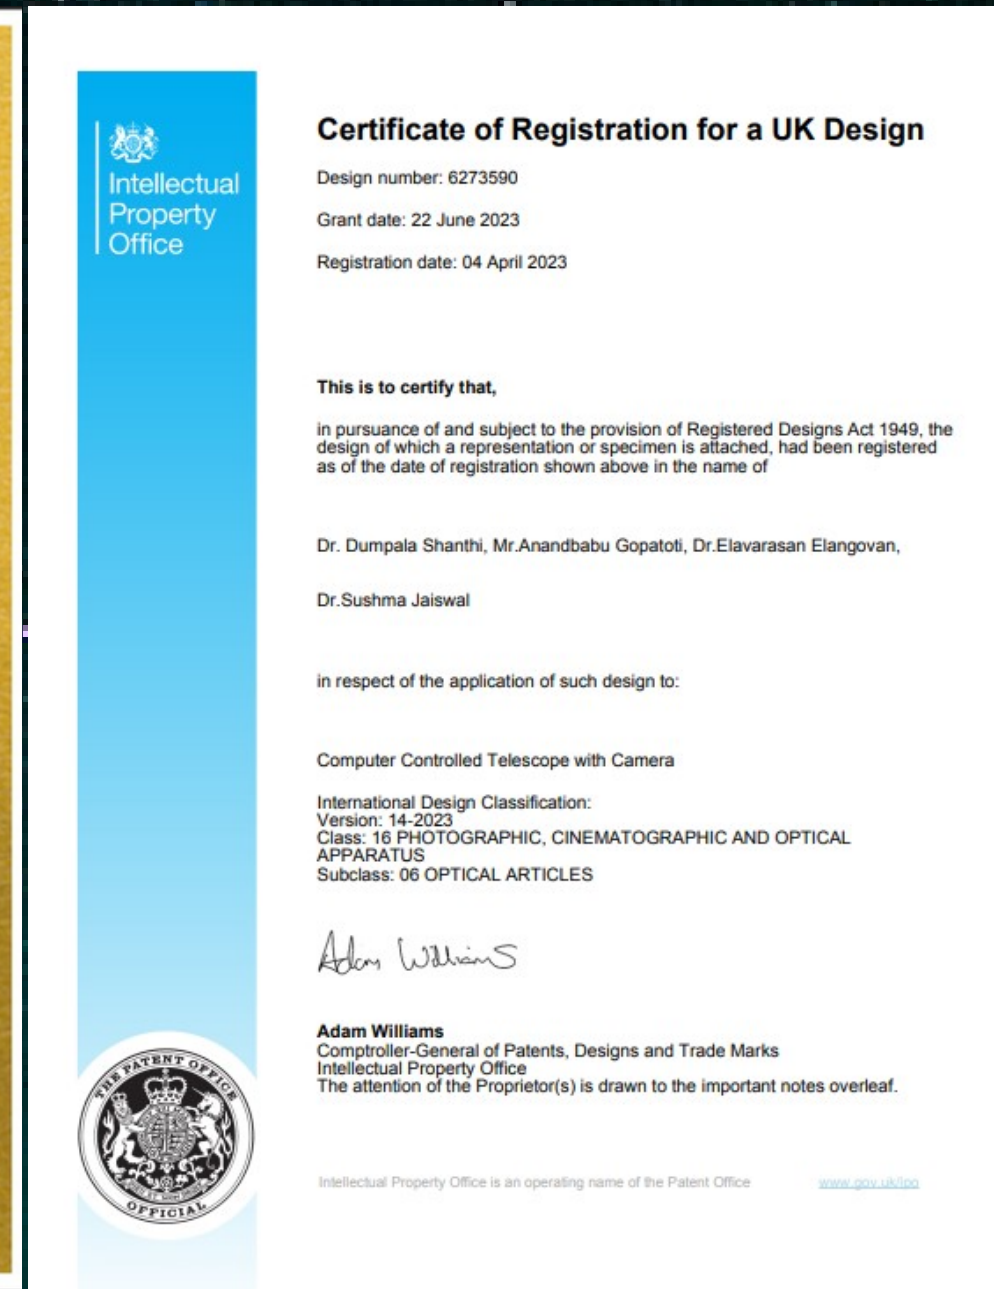 Intellectual
Property
Office
Certificate of Registration for a UK Design
Design number: 6273590
Grant date: 22 June 2023
Registration date: 04 April 2023
This is to certify that,
in pursuance of and subject to the provision of Registered Designs Act 1949, the
design of which a representation or specimen is attached, had been registered
as of the date of registration shown above in the name of
Dr. Dumpala Shanthi, Mr.Anandbabu Gopatoti, Dr.Elavarasan Elangovan,
Dr.Sushma Jaiswal
in respect of the application of such design to:
Computer Controlled Telescope with Camera
International Design Classification:
Version: 14-2023
Class: 16 PHOTOGRAPHIC, CINEMATOGRAPHIC AND OPTICAL
APPARATUS
Subclass: 06 OPTICAL ARTICLES
Adam Williams
Adam Williams
Comptroller-General of Patents, Designs and Trade Marks
Intellectual Property Office
The attention of the Proprietor(s) is drawn to the important notes overleaf.
THE PATENT OFFICE
OFFICIAL
Intellectual Property Office is an operating name of the Patent Office www.gov.uk/ipo